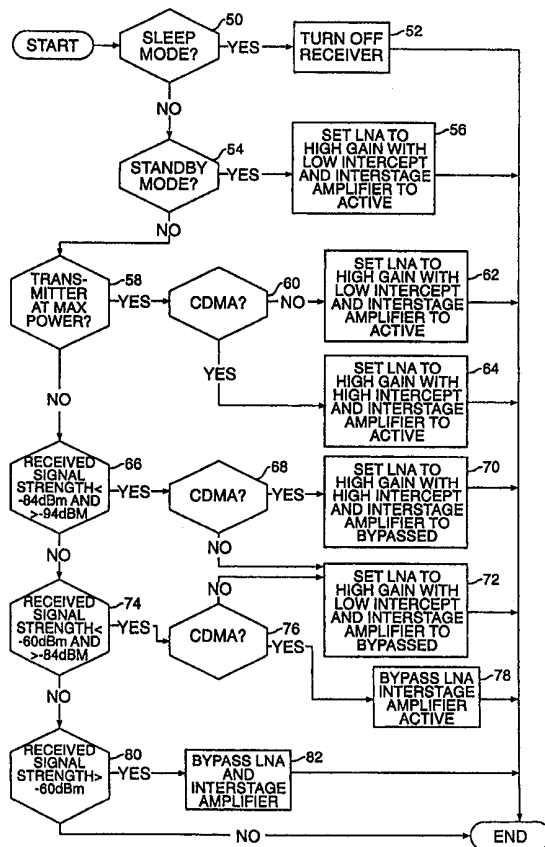 START
SLEEP
MODE?
50
YES
TURN OFF
RECEIVER
52
NO
STANDBY
MODE?
54
YES
SET LNA TO
HIGH GAIN WITH
LOW INTERCEPT
AND INTERSTAGE
AMPLIFIER TO
ACTIVE
56
NO
TRANS-
MITTER
AT MAX
POWER?
58
YES
CDMA?
60
NO
SET LNA TO
HIGH GAIN WITH
LOW INTERCEPT
AND INTERSTAGE
AMPLIFIER TO
ACTIVE
62
YES
SET LNA TO
HIGH GAIN WITH
HIGH INTERCEPT
AND INTERSTAGE
AMPLIFIER TO
ACTIVE
64
NO
RECEIVED
SIGNAL
STRENGTH<
-84dBm AND
>-94dBM
66
YES
CDMA?
68
YES
SET LNA TO
HIGH GAIN WITH
HIGH INTERCEPT
AND INTERSTAGE
AMPLIFIER TO
BYPASSED
70
NO
NO
SET LNA TO
HIGH GAIN WITH
LOW INTERCEPT
AND INTERSTAGE
AMPLIFIER TO
BYPASSED
72
RECEIVED
SIGNAL
STRENGTH<
-60dBm AND
>-84dBM
74
YES
NO
CDMA?
76
YES
BYPASS LNA
INTERSTAGE
AMPLIFIER
ACTIVE
78
NO
RECEIVED
SIGNAL
STRENGTH>
-60dBm
80
YES
BYPASS LNA
AND
INTERSTAGE
AMPLIFIER
82
NO
END